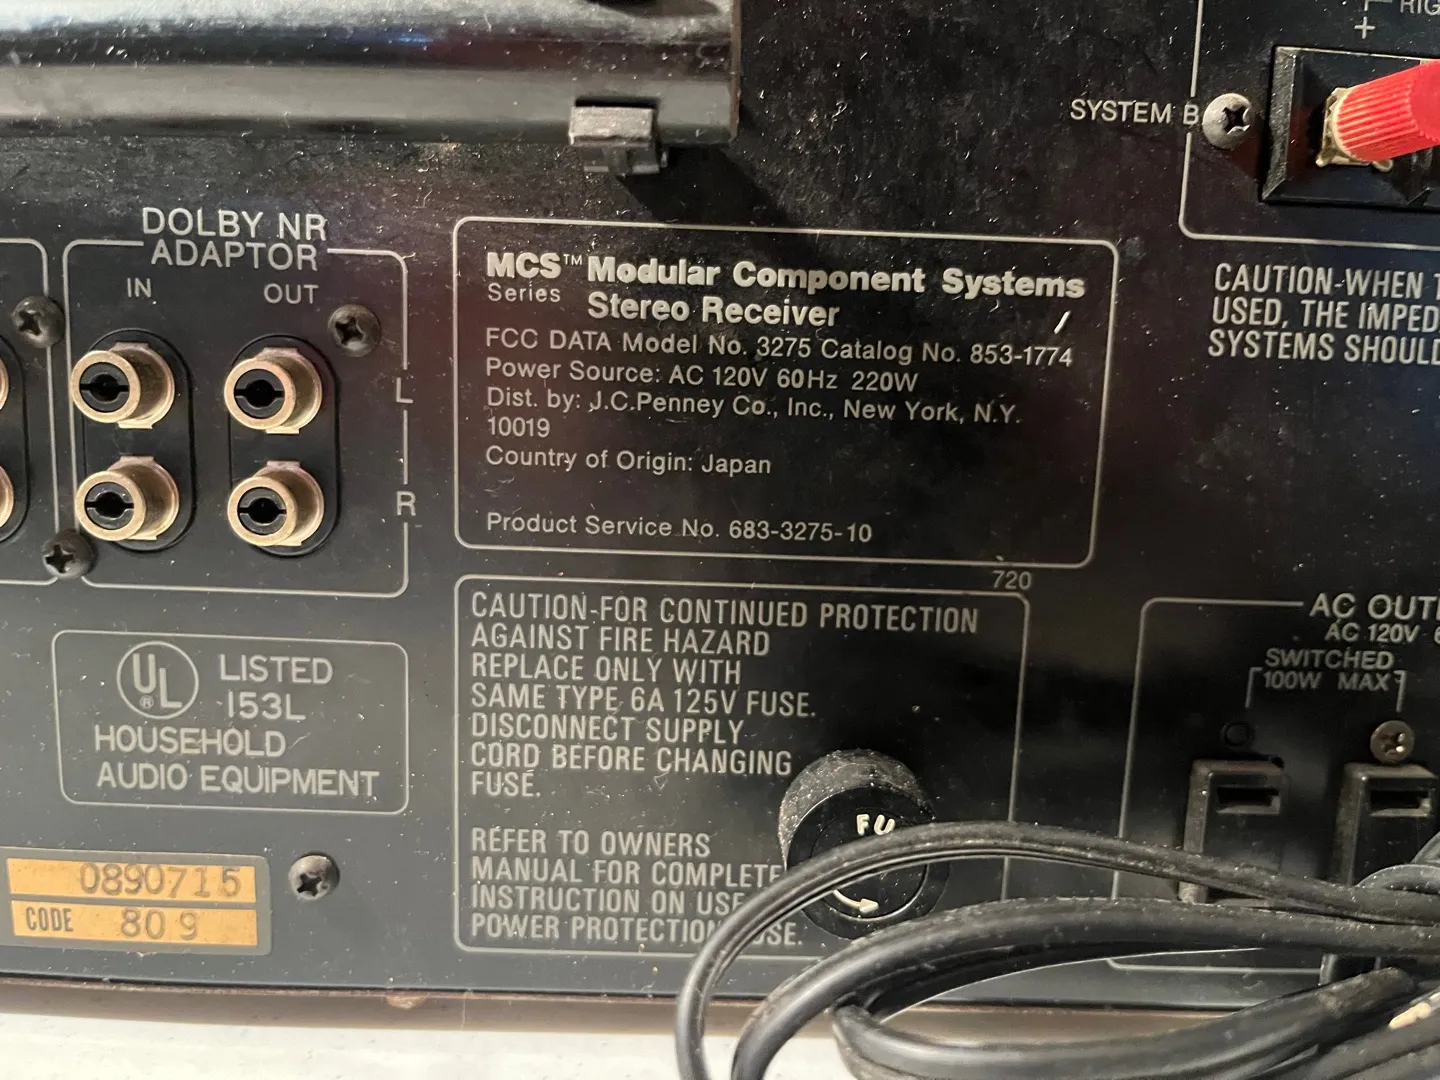 RIG
+
SYSTEM B
DOLBY NR
ADAPTOR
IN OUT
L
R
MCS™ Modular Component Systems
Series Stereo Receiver
FCC DATA Model No. 3275 Catalog No. 853-1774
Power Source: AC 120V 60Hz 220W
Dist. by: J.C.Penney Co., Inc., New York, N.Y.
10019
Country of Origin: Japan
Product Service No. 683-3275-10
720
CAUTION-WHEN
USED, THE IMPED
SYSTEMS SHOULD
UL® LISTED
153L
HOUSEHOLD
AUDIO EQUIPMENT
CAUTION-FOR CONTINUED PROTECTION
AGAINST FIRE HAZARD
REPLACE ONLY WITH
SAME TYPE 6A 125V FUSE.
DISCONNECT SUPPLY
CORD BEFORE CHANGING
FUSE.
REFER TO OWNERS
MANUAL FOR COMPLETE
INSTRUCTION ON USE
POWER PROTECTION USE.
FU
AC OUT
AC 120V 6
SWITCHED
100W MAX
0890715
CODE 809